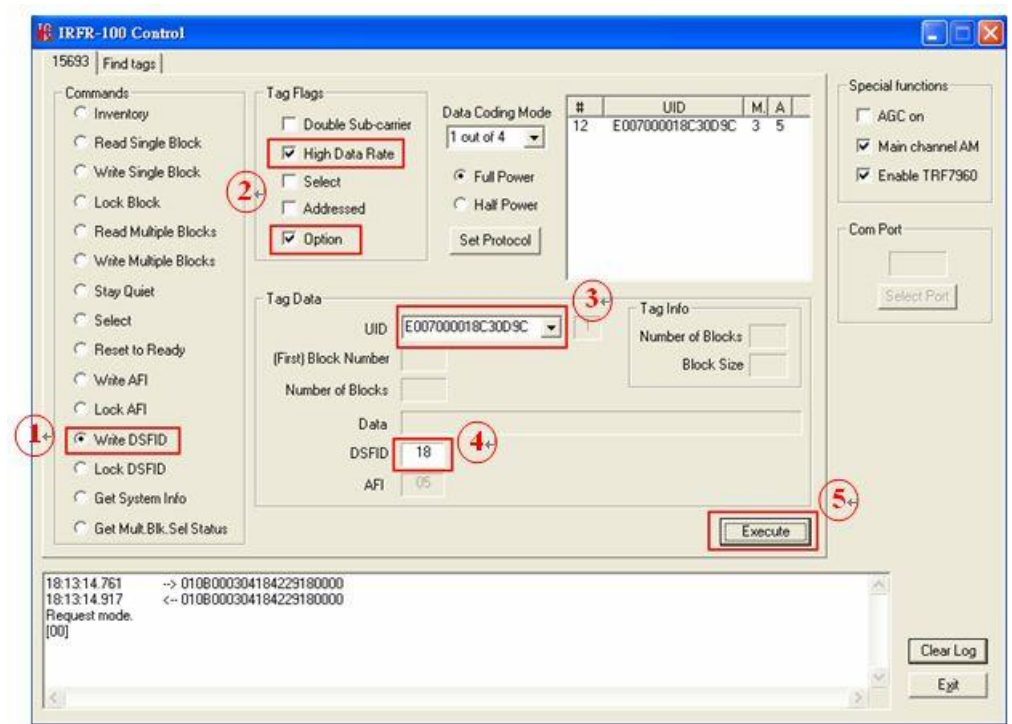 IRFR-100 Control
15693 Find tags
Commands
Inventory
Read Single Block
Write Single Block
Lock Block
Read Multiple Blocks
Write Multiple Blocks
Stay Quiet
Select
Reset to Ready
Write AFI
Lock AFI
1
Write DSFID
Lock DSFID
Get System Info
Get Mult.Blk.Sel Status
Tag Flags
Double Sub-carrier
High Data Rate
2
Select
Addressed
Option
Data Coding Mode
1 out of 4
Full Power
Half Power
Set Protocol
# UID M. A
12 E007000018C30D9C 3 5
Special functions
AGC on
Main channel AM
Enable TRF7960
Com Port
Select Port
Tag Data
3
UID E007000018C30D9C 1
(First) Block Number
Number of Blocks
Data
DSFID 18
4
AFI 05
Tag Info
Number of Blocks
Block Size
5
Execute
18:13:14.761 --> 010B000304184229180000
18:13:14.917 <-- 010B000304184229180000
Request mode.
[00]
Clear Log
Exit